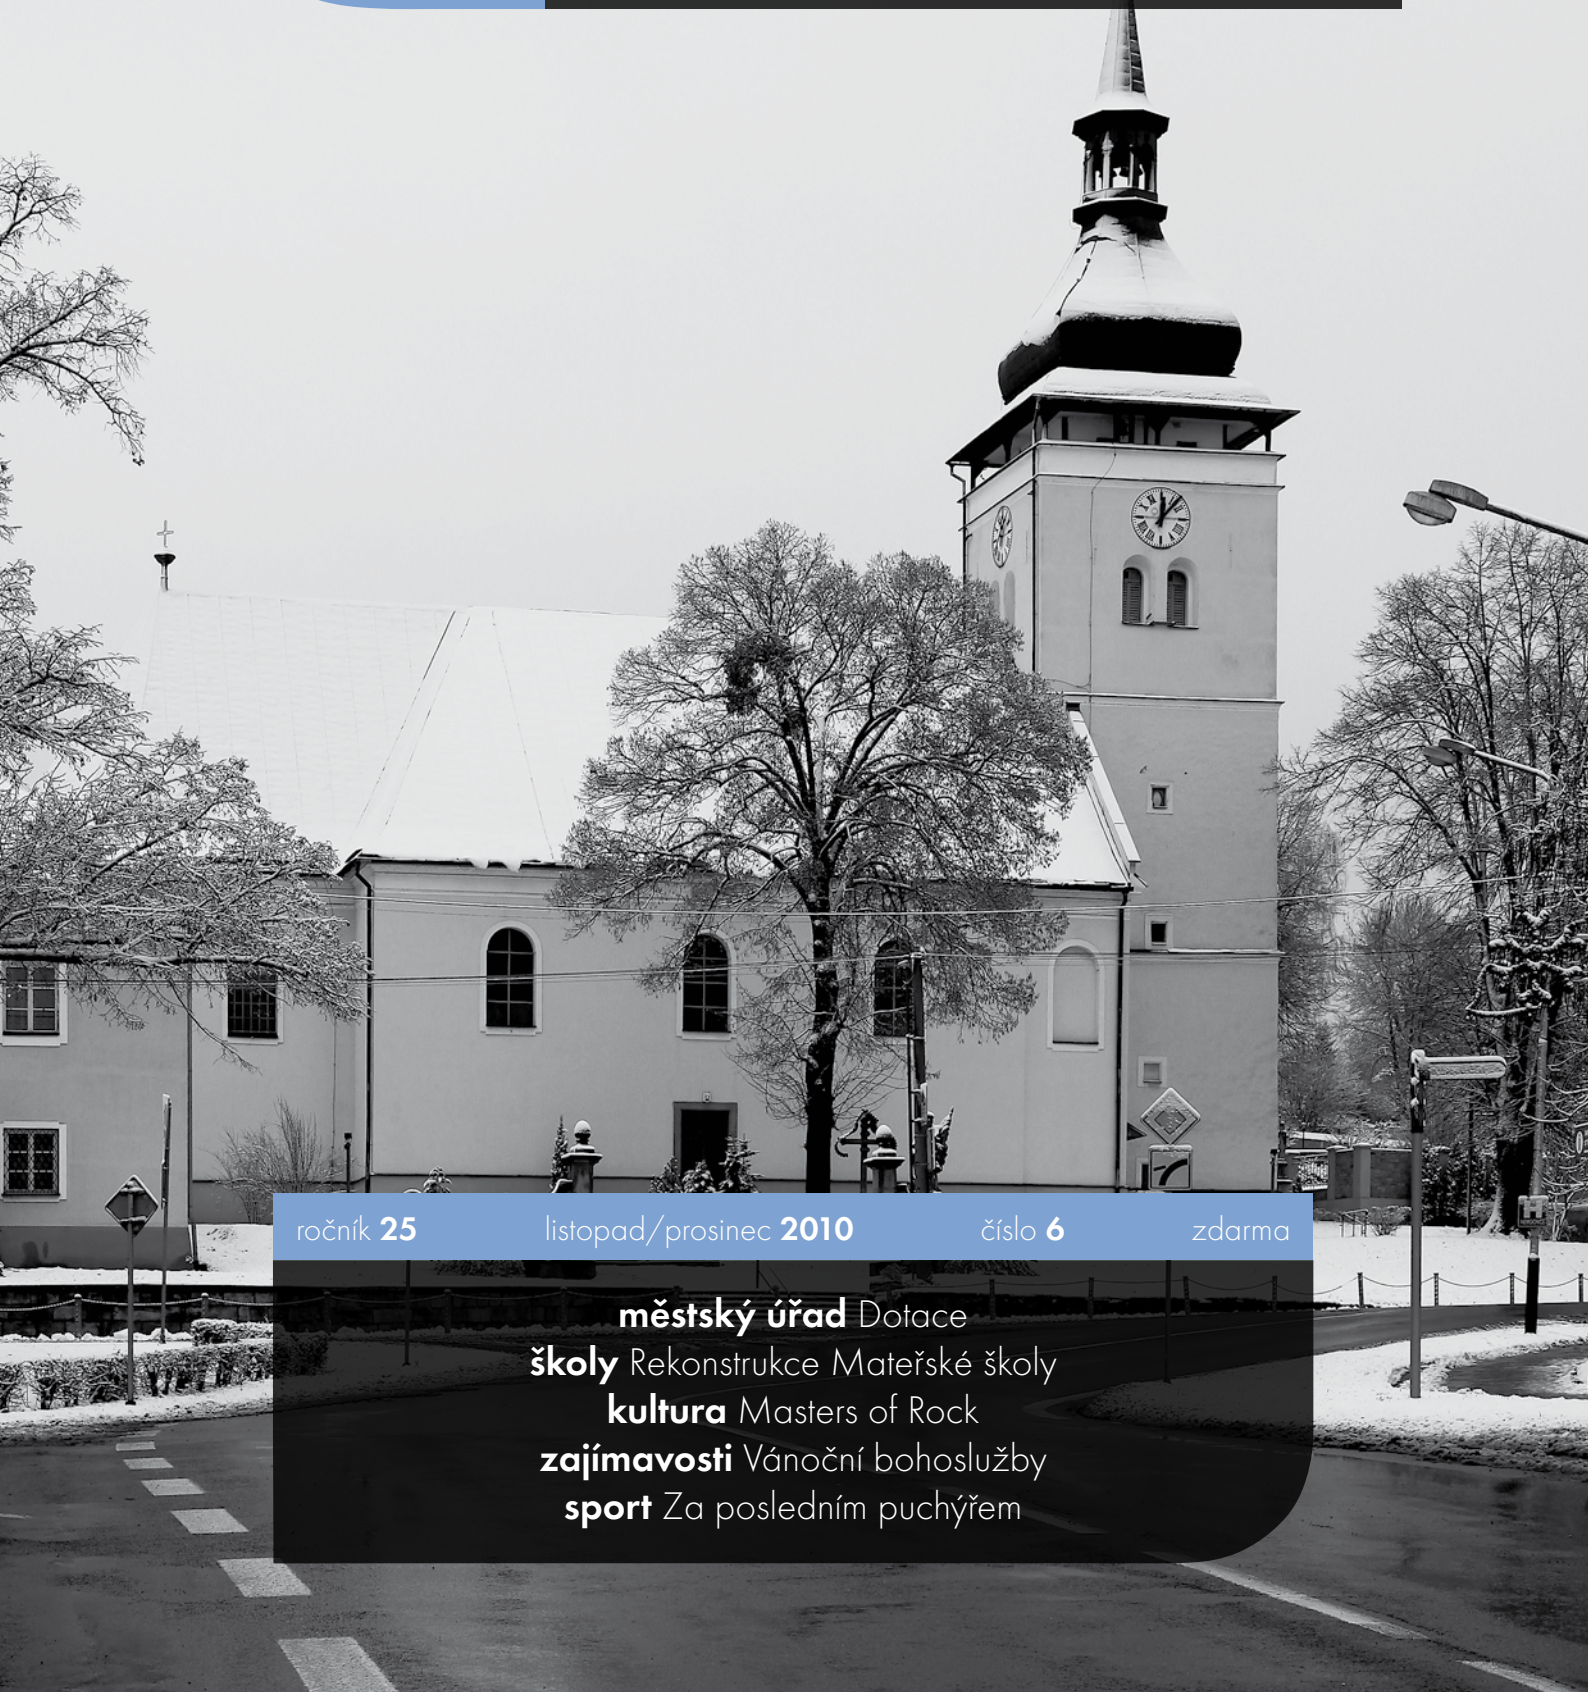 ročník 25 listopad/prosinec 2010 číslo 6 zdarma
městský úřad Dotace
školy Rekonstrukce Mateřské školy
kultura Masters of Rock
zajímavosti Vánoční bohoslužby
sport Za posledním puchýřem
H